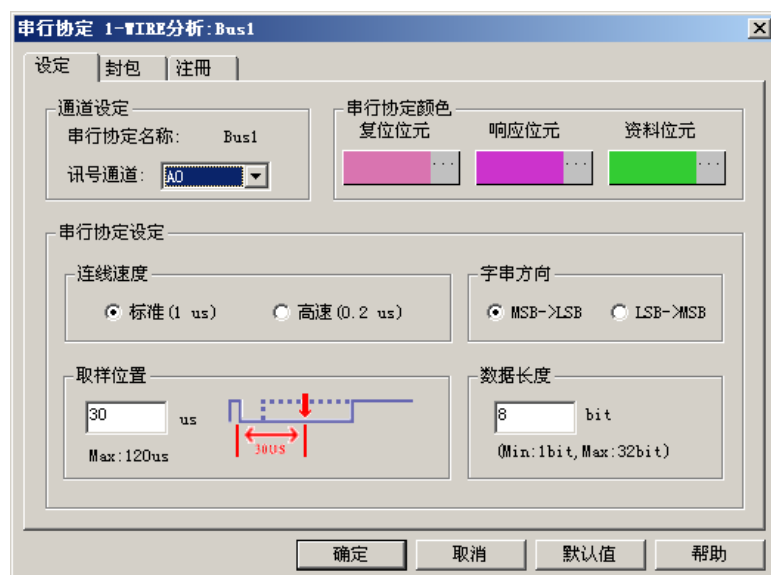 串行协定 1-WIRE分析:Bus1
设定 封包 注册
通道设定
串行协定名称: Bus1
讯号通道: A0
串行协定颜色
复位位元 响应位元 资料位元
... ... ...
串行协定设定
连线速度
标准(1 us) 高速(0.2 us)
字串方向
MSB->LSB LSB->MSB
取样位置
30 us
30US
Max:120us
数据长度
8 bit
(Min:1bit,Max:32bit)
确定 取消 默认值 帮助